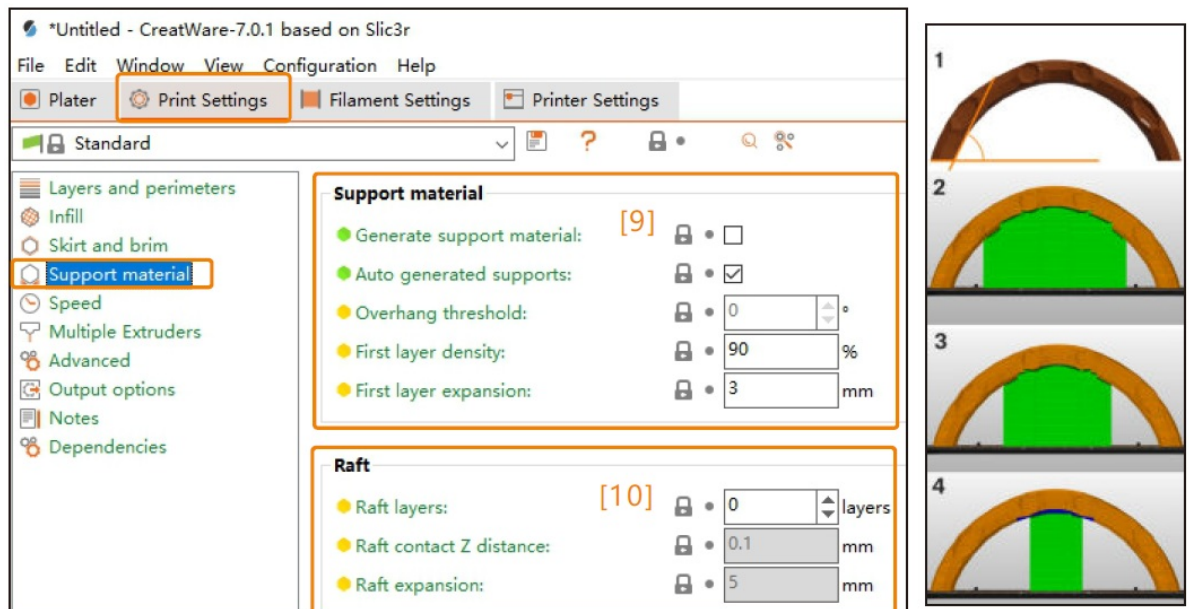 *Untitled - CreatWare-7.0.1 based on Slic3r
File Edit Window View Configuration Help
Plater Print Settings Filament Settings Printer Settings
Standard ?
Layers and perimeters
Infill
Skirt and brim
Support material
Speed
Multiple Extruders
Advanced
Output options
Notes
Dependencies
Support material
[9]
Generate support material:
Auto generated supports:
Overhang threshold: 0 °
First layer density: 90 %
First layer expansion: 3 mm
Raft
[10]
Raft layers: 0 layers
Raft contact Z distance: 0.1 mm
Raft expansion: 5 mm
1
2
3
4